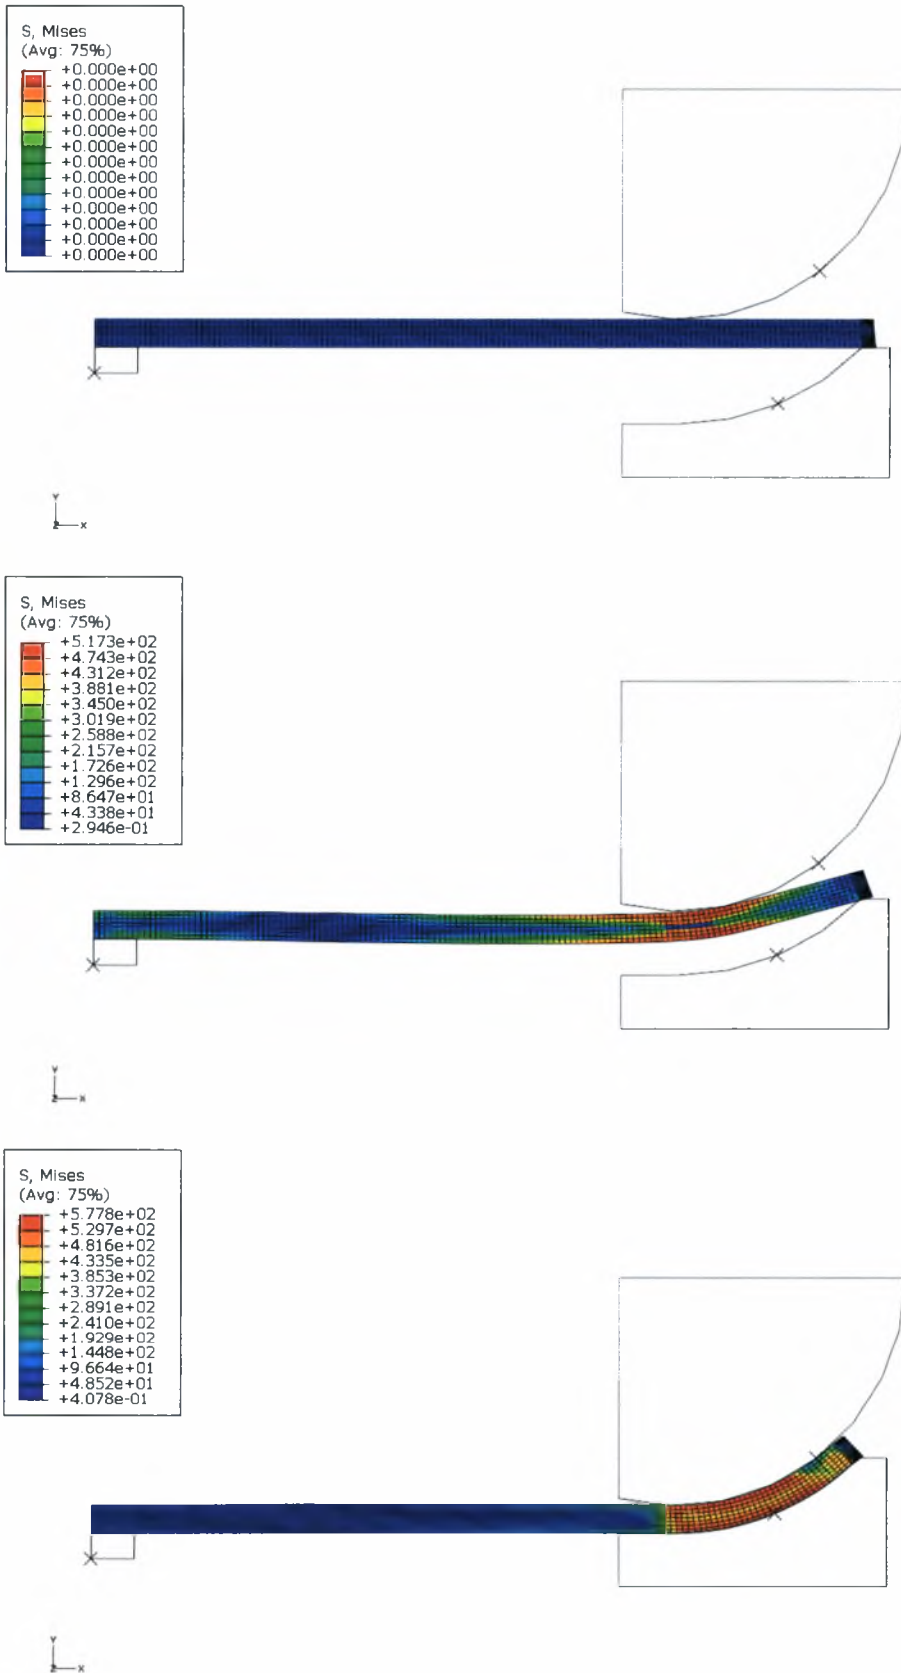 S, Mises
(Avg: 75%)
+0.000e+00
+0.000e+00
+0.000e+00
+0.000e+00
+0.000e+00
+0.000e+00
+0.000e+00
+0.000e+00
+0.000e+00
+0.000e+00
+0.000e+00
+0.000e+00
+0.000e+00
Y
Z X
S, Mises
(Avg: 75%)
+5.173e+02
+4.743e+02
+4.312e+02
+3.881e+02
+3.450e+02
+3.019e+02
+2.588e+02
+2.157e+02
+1.726e+02
+1.296e+02
+8.647e+01
+4.338e+01
+2.946e-01
Y
Z X
S, Mises
(Avg: 75%)
+5.778e+02
+5.297e+02
+4.816e+02
+4.335e+02
+3.853e+02
+3.372e+02
+2.891e+02
+2.410e+02
+1.929e+02
+1.448e+02
+9.664e+01
+4.852e+01
+4.078e-01
Y
Z X